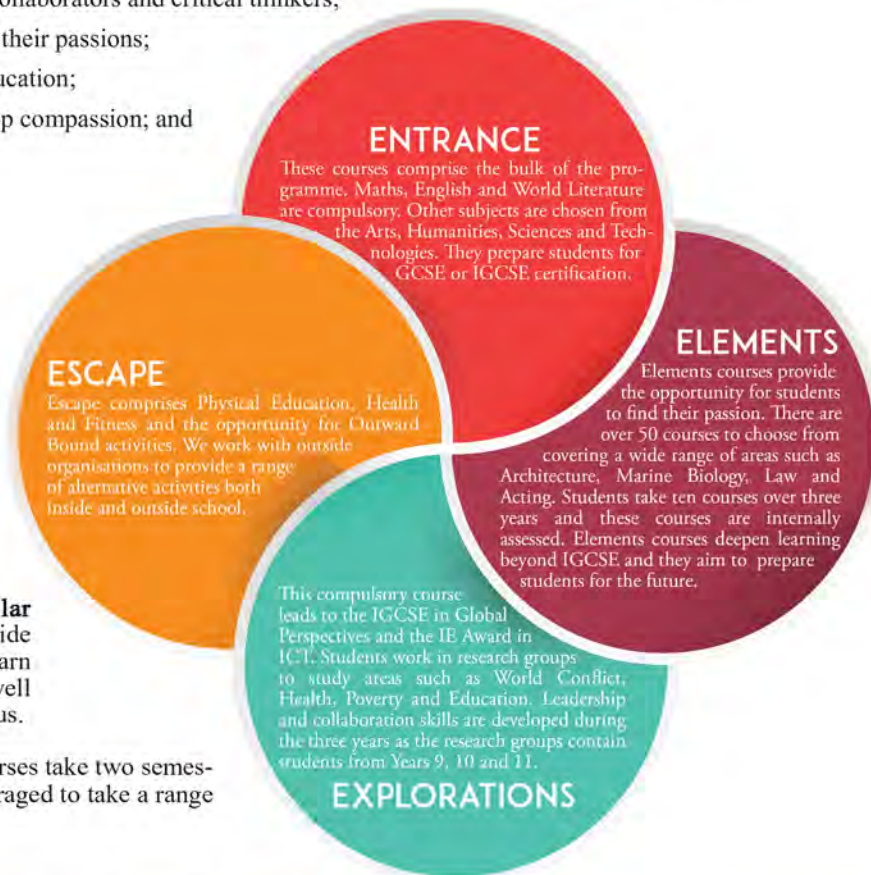 ollaborators and critical thinkers;
their passions;
ucation;
p compassion; and
ENTRANCE
These courses comprise the bulk of the pro-
gramme. Maths, English and World Literature
are compulsory. Other subjects are chosen from
the Arts, Humanities, Sciences and Tech-
nologies. They prepare students for
GCSE or IGCSE certification.
ESCAPE
Escape comprises Physical Education, Health
and Fitness and the opportunity for Outward
Bound activities. We work with outside
organisations to provide a range
of alternative activities both
inside and outside school.
ELEMENTS
Elements courses provide
the opportunity for students
to find their passion. There are
over 50 courses to choose from
covering a wide range of areas such as
Architecture, Marine Biology, Law and
Acting. Students take ten courses over three
years and these courses are internally
assessed. Elements courses deepen learning
beyond IGCSE and they aim to prepare
students for the future.
This compulsory course
leads to the IGCSE in Global
Perspectives and the IE Award in
ICT. Students work in research groups
to study areas such as World Conflict,
Health, Poverty and Education. Leadership
and collaboration skills are developed during
the three years as the research groups contain
students from Years 9, 10 and 11.
EXPLORATIONS
lar
ide
arn
vell
us.
rses take two semes-
raged to take a range